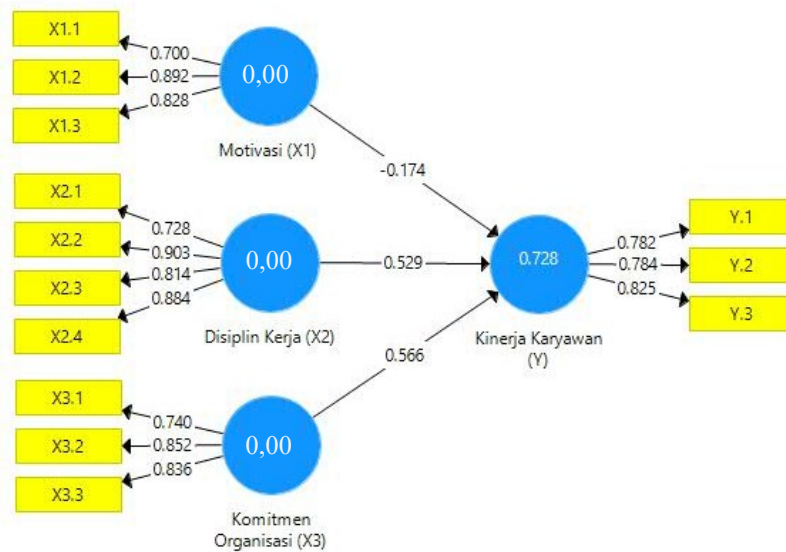 X1.1
X1.2
X1.3
0.700
0.892
0.828
0,00
Motivasi (X1)
-0.174
X2.1
X2.2
X2.3
X2.4
0.728
0.903
0.814
0.884
0,00
Disiplin Kerja (X2)
0.529
X3.1
X3.2
X3.3
0.740
0.852
0.836
0,00
Komitmen
Organisasi (X3)
0.566
0.728
Kinerja Karyawan
(Y)
0.782
0.784
0.825
Y.1
Y.2
Y.3